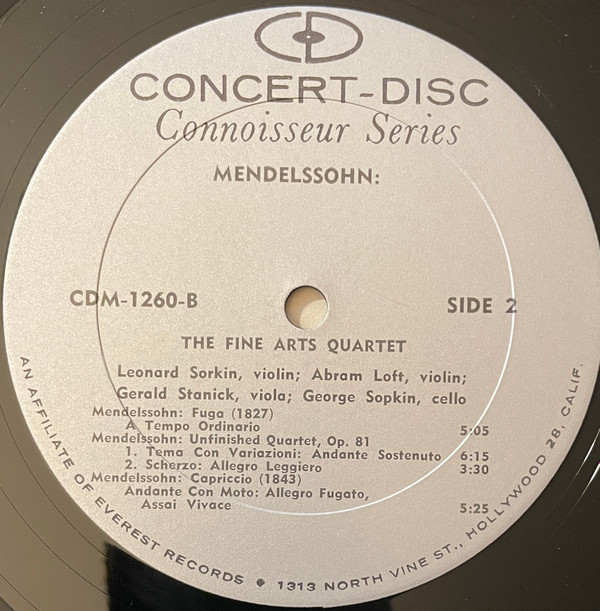 CD
CONCERT-DISC
Connoisseur Series
MENDELSSOHN:
CDM-1260-B
SIDE 2
THE FINE ARTS QUARTET
Leonard Sorkin, violin; Abram Loft, violin;
Gerald Stanick, viola; George Sopkin, cello
Mendelssohn: Fuga (1827)
A Tempo Ordinario 5:05
Mendelssohn: Unfinished Quartet, Op. 81
1. Tema Con Variazioni: Andante Sostenuto 6:15
2. Scherzo: Allegro Leggiero 3:30
Mendelssohn: Capriccio (1843)
Andante Con Moto: Allegro Fugato,
Assai Vivace 5:25
AN AFFILIATE OF EVEREST RECORDS • 1313 NORTH VINE ST., HOLLYWOOD 28, CALIF.